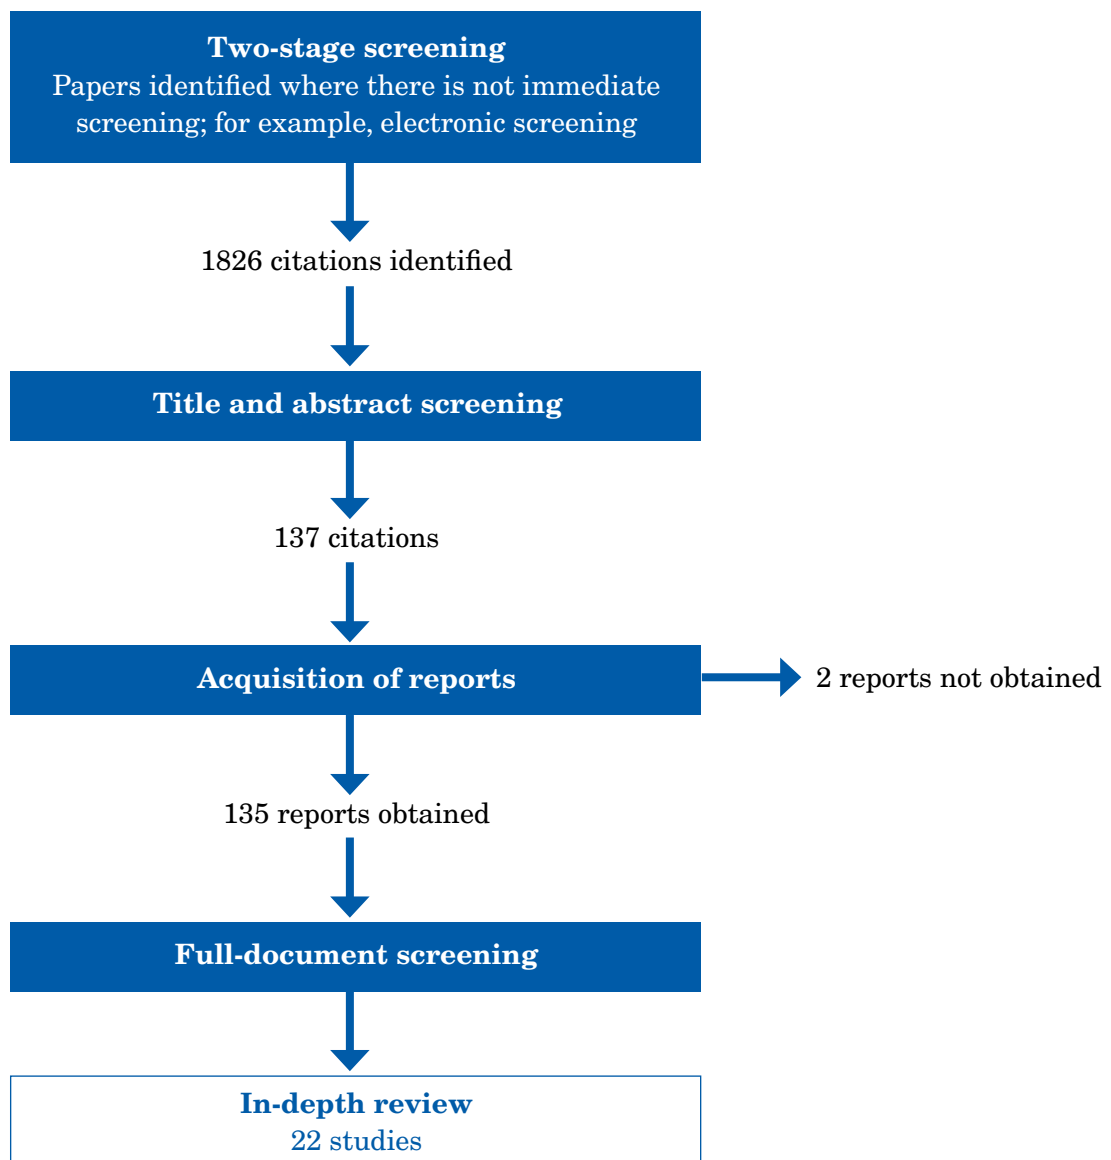 Two-stage screening
Papers identified where there is not immediate
screening; for example, electronic screening
1826 citations identified
Title and abstract screening
137 citations
Acquisition of reports
2 reports not obtained
135 reports obtained
Full-document screening
In-depth review
22 studies